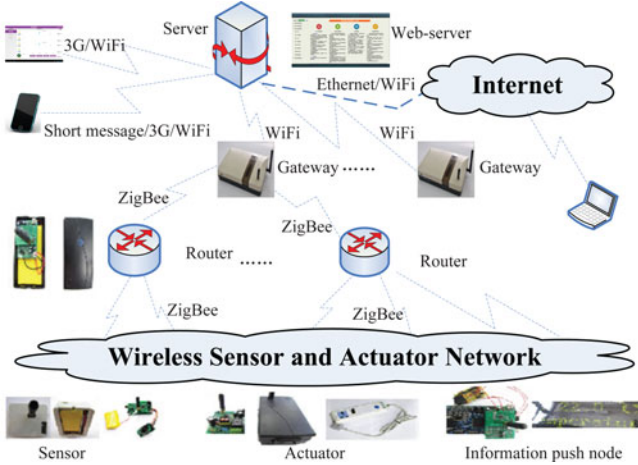 Server
Web-server
3G/WiFi
Ethernet/WiFi
Internet
Short message/3G/WiFi
WiFi
WiFi
Gateway
......
Gateway
ZigBee
ZigBee
Router
......
Router
ZigBee
ZigBee
Wireless Sensor and Actuator Network
Sensor
Actuator
Information push node